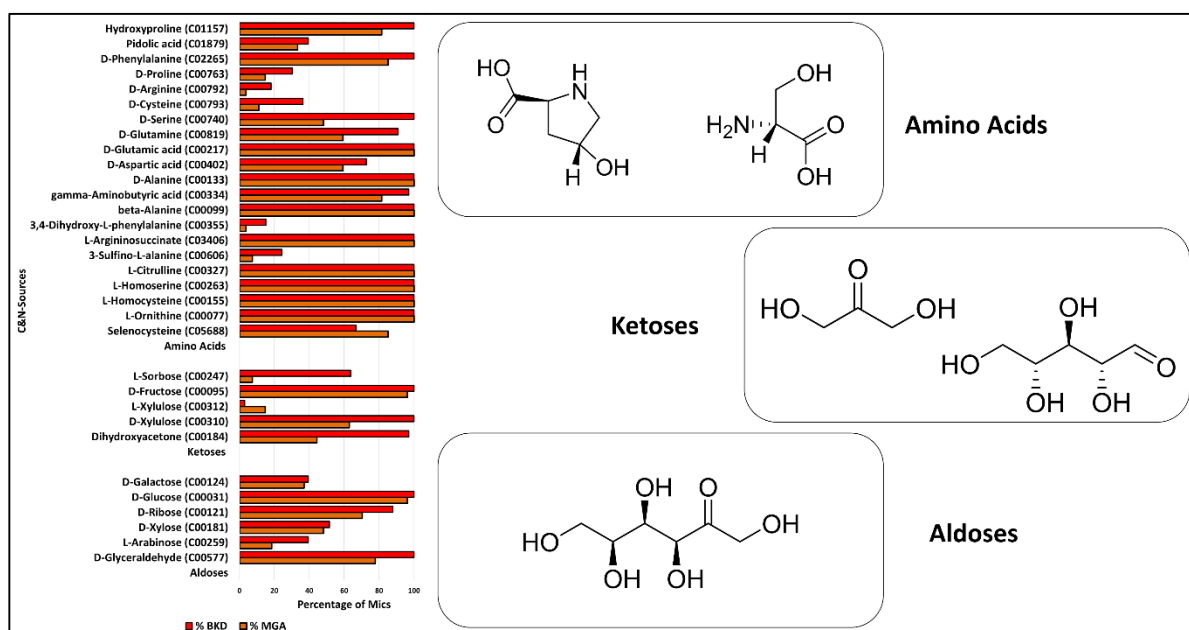 C&N-Sources
Hydroxyproline (C01157)
Pidolic acid (C01879)
D-Phenylalanine (C02265)
D-Proline (C00763)
D-Arginine (C00792)
D-Cysteine (C00793)
D-Serine (C00740)
D-Glutamine (C00819)
D-Glutamic acid (C00217)
D-Aspartic acid (C00402)
D-Alanine (C00133)
gamma-Aminobutyric acid (C00334)
beta-Alanine (C00099)
3,4-Dihydroxy-L-phenylalanine (C00355)
L-Argininosuccinate (C03406)
3-Sulfino-L-alanine (C00606)
L-Citrulline (C00327)
L-Homoserine (C00263)
L-Homocysteine (C00155)
L-Ornithine (C00077)
Selenocysteine (C05688)
Amino Acids
L-Sorbose (C00247)
D-Fructose (C00095)
L-Xylulose (C00312)
D-Xylulose (C00310)
Dihydroxyacetone (C00184)
Ketoses
D-Galactose (C00124)
D-Glucose (C00031)
D-Ribose (C00121)
D-Xylose (C00181)
L-Arabinose (C00259)
D-Glyceraldehyde (C00577)
Aldoses
0 20 40 60 80 100
Percentage of Mics
% BKD % MGA
HO
O
H
N
OH
H
OH
H2N
H
O
OH
Amino Acids
Ketoses
HO
O
OH
HO
OH
OH
OH
O
HO
OH
OH
OH
OH
O
OH
Aldoses